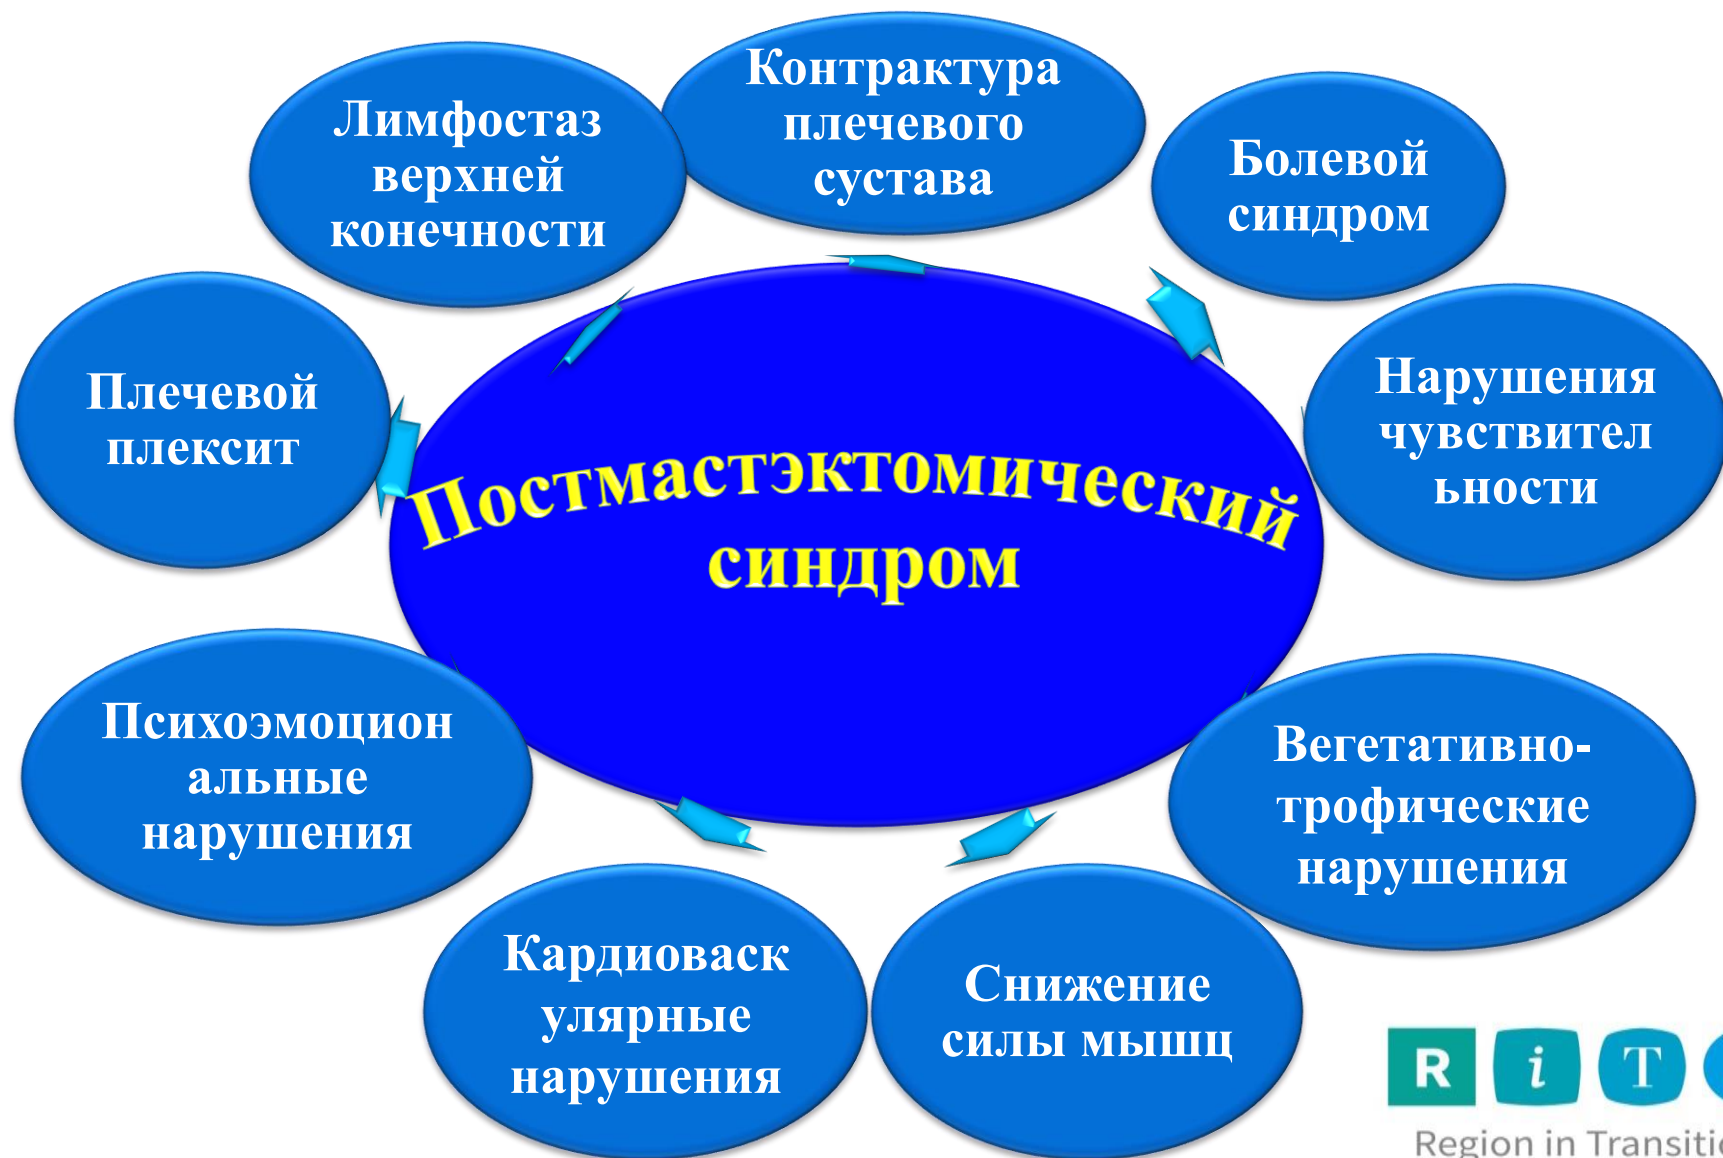 Контрактура
плечевого
сустава
Лимфостаз
верхней
конечности
Болевой
синдром
Плечевой
плексит
Нарушения
чувствител
ьности
Постмастэктомический
синдром
Психоэмоцион
альные
нарушения
Вегетативно-
трофические
нарушения
Кардиоваск
улярные
нарушения
Снижение
силы мышц
R i T
Region in